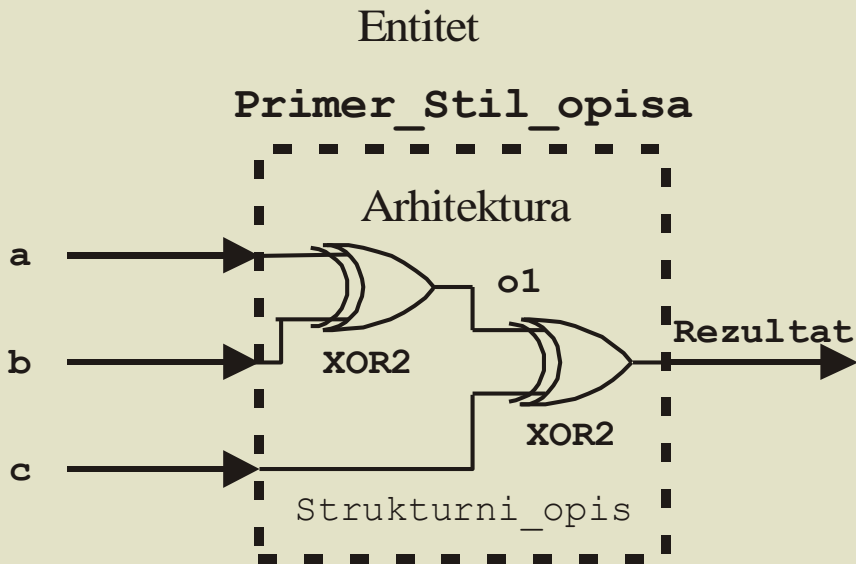 Entitet
Primer_Stil_opisa
Arhitektura
a
o1
Rezultat
b
XOR2
XOR2
c
Strukturni_opis